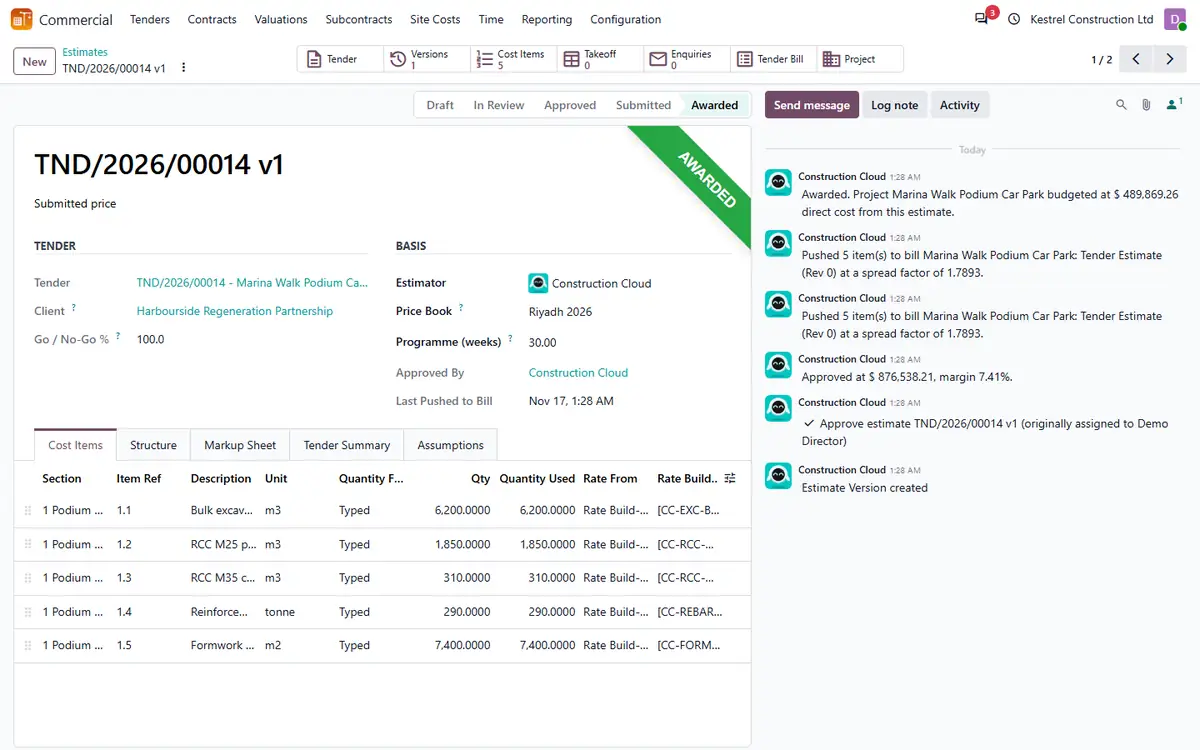 Commercial Tenders Contracts Valuations Subcontracts Site Costs Time Reporting Configuration 3 Kestrel Construction Ltd D
New Estimates
TND/2026/00014 v1
Tender
Versions 1
Cost Items 5
Takeoff 0
Enquiries 0
Tender Bill
Project
1 / 2
Draft In Review Approved Submitted Awarded
Send message Log note Activity 1
AWARDED
TND/2026/00014 v1
Submitted price
TENDER
Tender TND/2026/00014 - Marina Walk Podium Ca...
Client ? Harbourside Regeneration Partnership
Go / No-Go % ? 100.0
BASIS
Estimator Construction Cloud
Price Book ? Riyadh 2026
Programme (weeks) ? 30.00
Approved By Construction Cloud
Last Pushed to Bill Nov 17, 1:28 AM
Cost Items Structure Markup Sheet Tender Summary Assumptions
Section Item Ref Description Unit Quantity F... Qty Quantity Used Rate From Rate Build..
1 Podium ... 1.1 Bulk excav... m3 Typed 6,200.0000 6,200.0000 Rate Build-... [CC-EXC-B...
1 Podium ... 1.2 RCC M25 p... m3 Typed 1,850.0000 1,850.0000 Rate Build-... [CC-RCC-...
1 Podium ... 1.3 RCC M35 c... m3 Typed 310.0000 310.0000 Rate Build-... [CC-RCC-...
1 Podium ... 1.4 Reinforce... tonne Typed 290.0000 290.0000 Rate Build-... [CC-REBAR...
1 Podium ... 1.5 Formwork ... m2 Typed 7,400.0000 7,400.0000 Rate Build-... [CC-FORM...
Today
Construction Cloud 1:28 AM
Awarded. Project Marina Walk Podium Car Park budgeted at $ 489,869.26
direct cost from this estimate.
Construction Cloud 1:28 AM
Pushed 5 item(s) to bill Marina Walk Podium Car Park: Tender Estimate
(Rev 0) at a spread factor of 1.7893.
Construction Cloud 1:28 AM
Pushed 5 item(s) to bill Marina Walk Podium Car Park: Tender Estimate
(Rev 0) at a spread factor of 1.7893.
Construction Cloud 1:28 AM
Approved at $ 876,538.21, margin 7.41%.
Construction Cloud 1:28 AM
✓ Approve estimate TND/2026/00014 v1 (originally assigned to Demo
Director)
Construction Cloud 1:28 AM
Estimate Version created